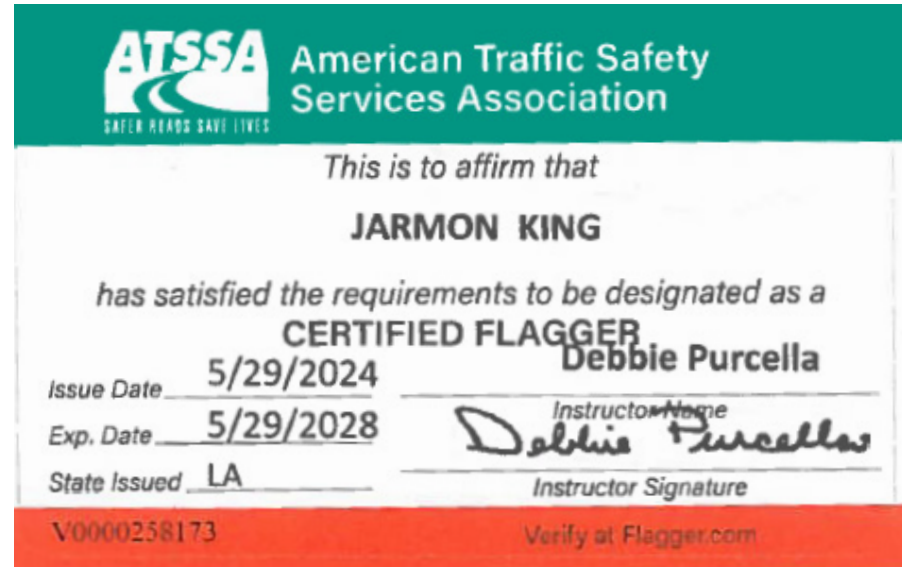 ATSSA
SAFER ROADS SAVE LIVES
American Traffic Safety
Services Association
This is to affirm that
JARMON KING
has satisfied the requirements to be designated as a
CERTIFIED FLAGGER
Debbie Purcella
Issue Date 5/29/2024
Instructor Name
Exp. Date 5/29/2028
Debbie Purcella
State Issued LA
Instructor Signature
V0000258173
Verify at Flagger.com